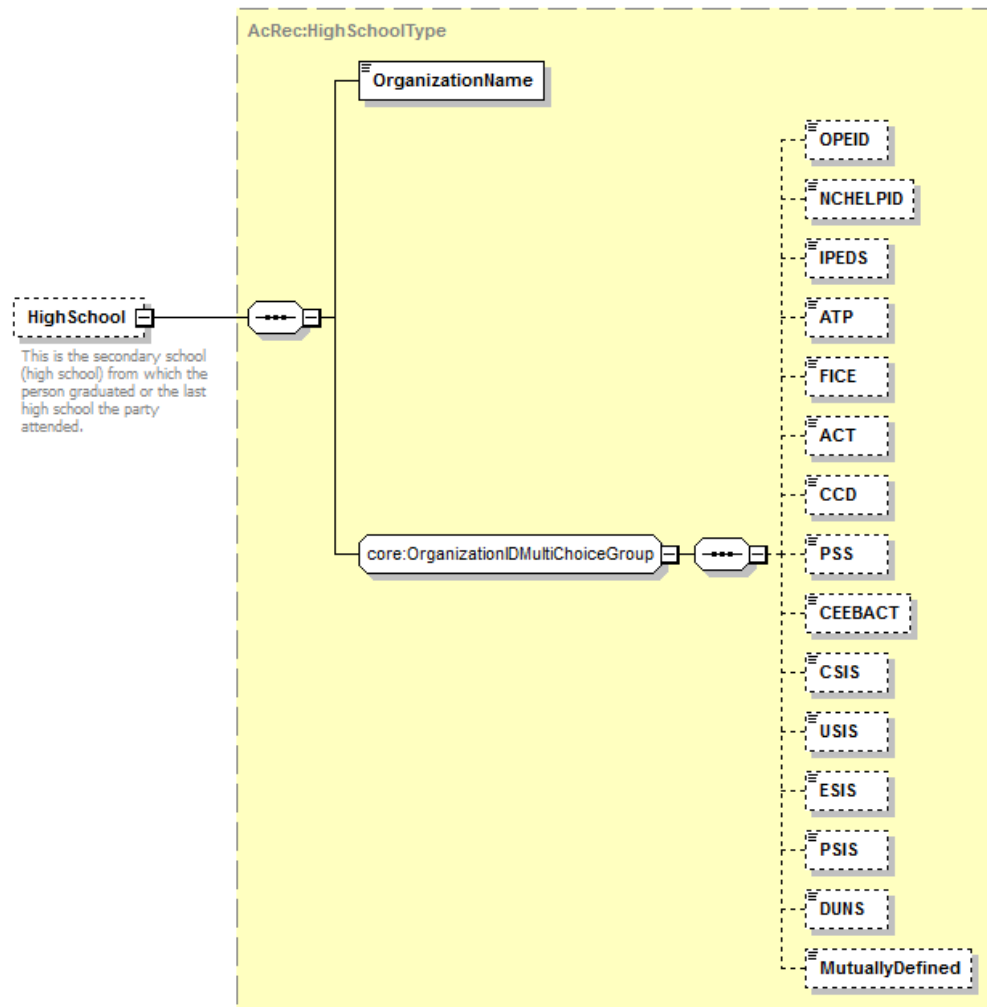 AcRec:HighSchoolType
OrganizationName
OPEID
NCHELPID
IPEDS
ATP
HighSchool
This is the secondary school
(high school) from which the
person graduated or the last
high school the party
attended.
FICE
ACT
CCD
core:OrganizationIDMultiChoiceGroup
PSS
CEEBACT
CSIS
USIS
ESIS
PSIS
DUNS
MutuallyDefined